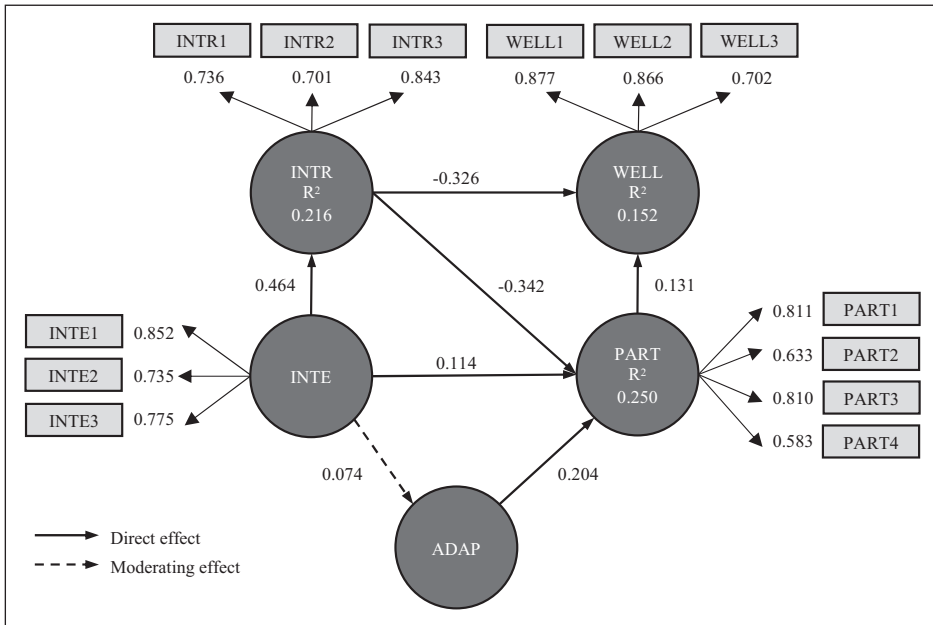 INTR1 INTR2 INTR3 WELL1 WELL2 WELL3
0.736 0.701 0.843 0.877 0.866 0.702
INTR
R²
0.216
WELL
R²
0.152
-0.326
0.464
-0.342
0.131
INTE1 0.852
INTE2 0.735
INTE3 0.775
INTE
0.114
PART
R²
0.250
0.811 PART1
0.633 PART2
0.810 PART3
0.583 PART4
0.074
0.204
ADAP
Direct effect
Moderating effect